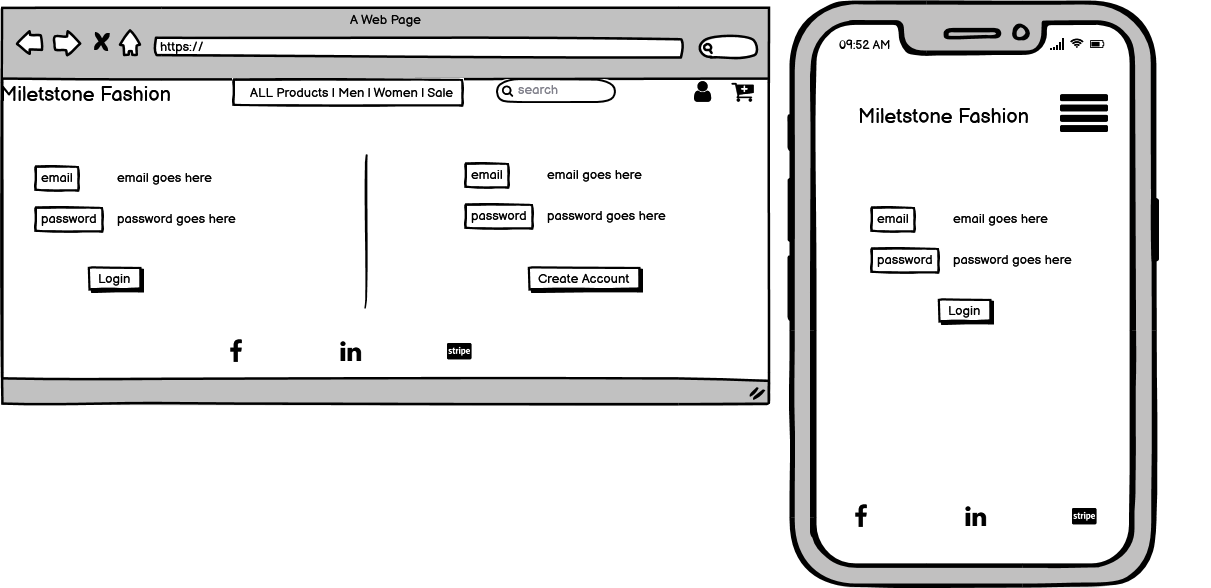 A Web Page
https://
Miletstone Fashion
ALL Products | Men | Women | Sale
search
email email goes here
password password goes here
Login
email email goes here
password password goes here
Create Account
f in stripe
09:52 AM
Miletstone Fashion
email email goes here
password password goes here
Login
f in stripe